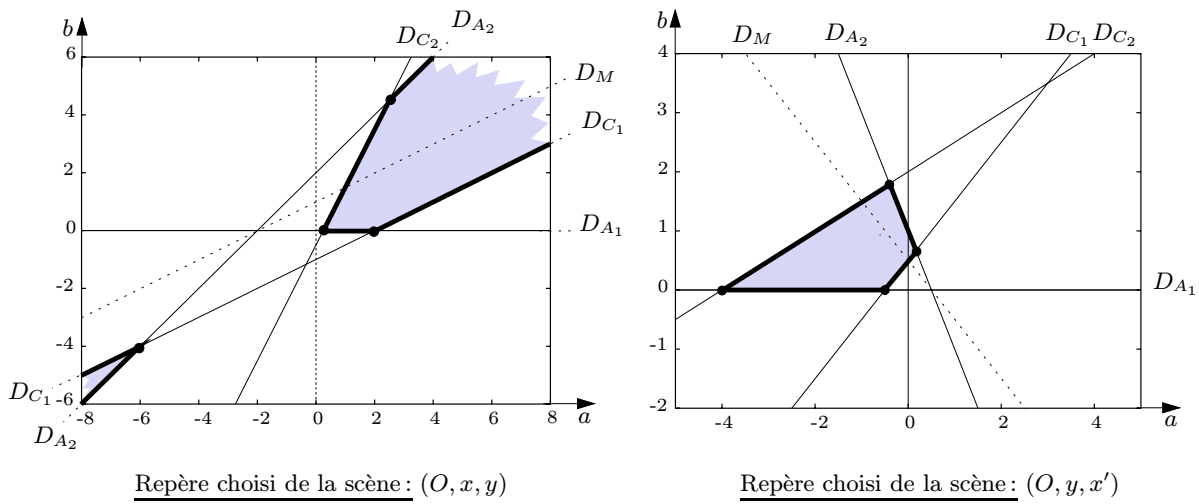 b
D_{A_2}
D_{C_2}
6
4
2
0
-2
-4
-6
D_M
D_{C_1}
D_{A_1}
D_{C_1}
D_{A_2}
-8 -6 -4 -2 0 2 4 6 8
a
Repère choisi de la scène : (O, x, y)
b
D_M D_{A_2} D_{C_1} D_{C_2}
4
3
2
1
0
-1
-2
D_{A_1}
-4 -2 0 2 4
a
Repère choisi de la scène : (O, y, x′)